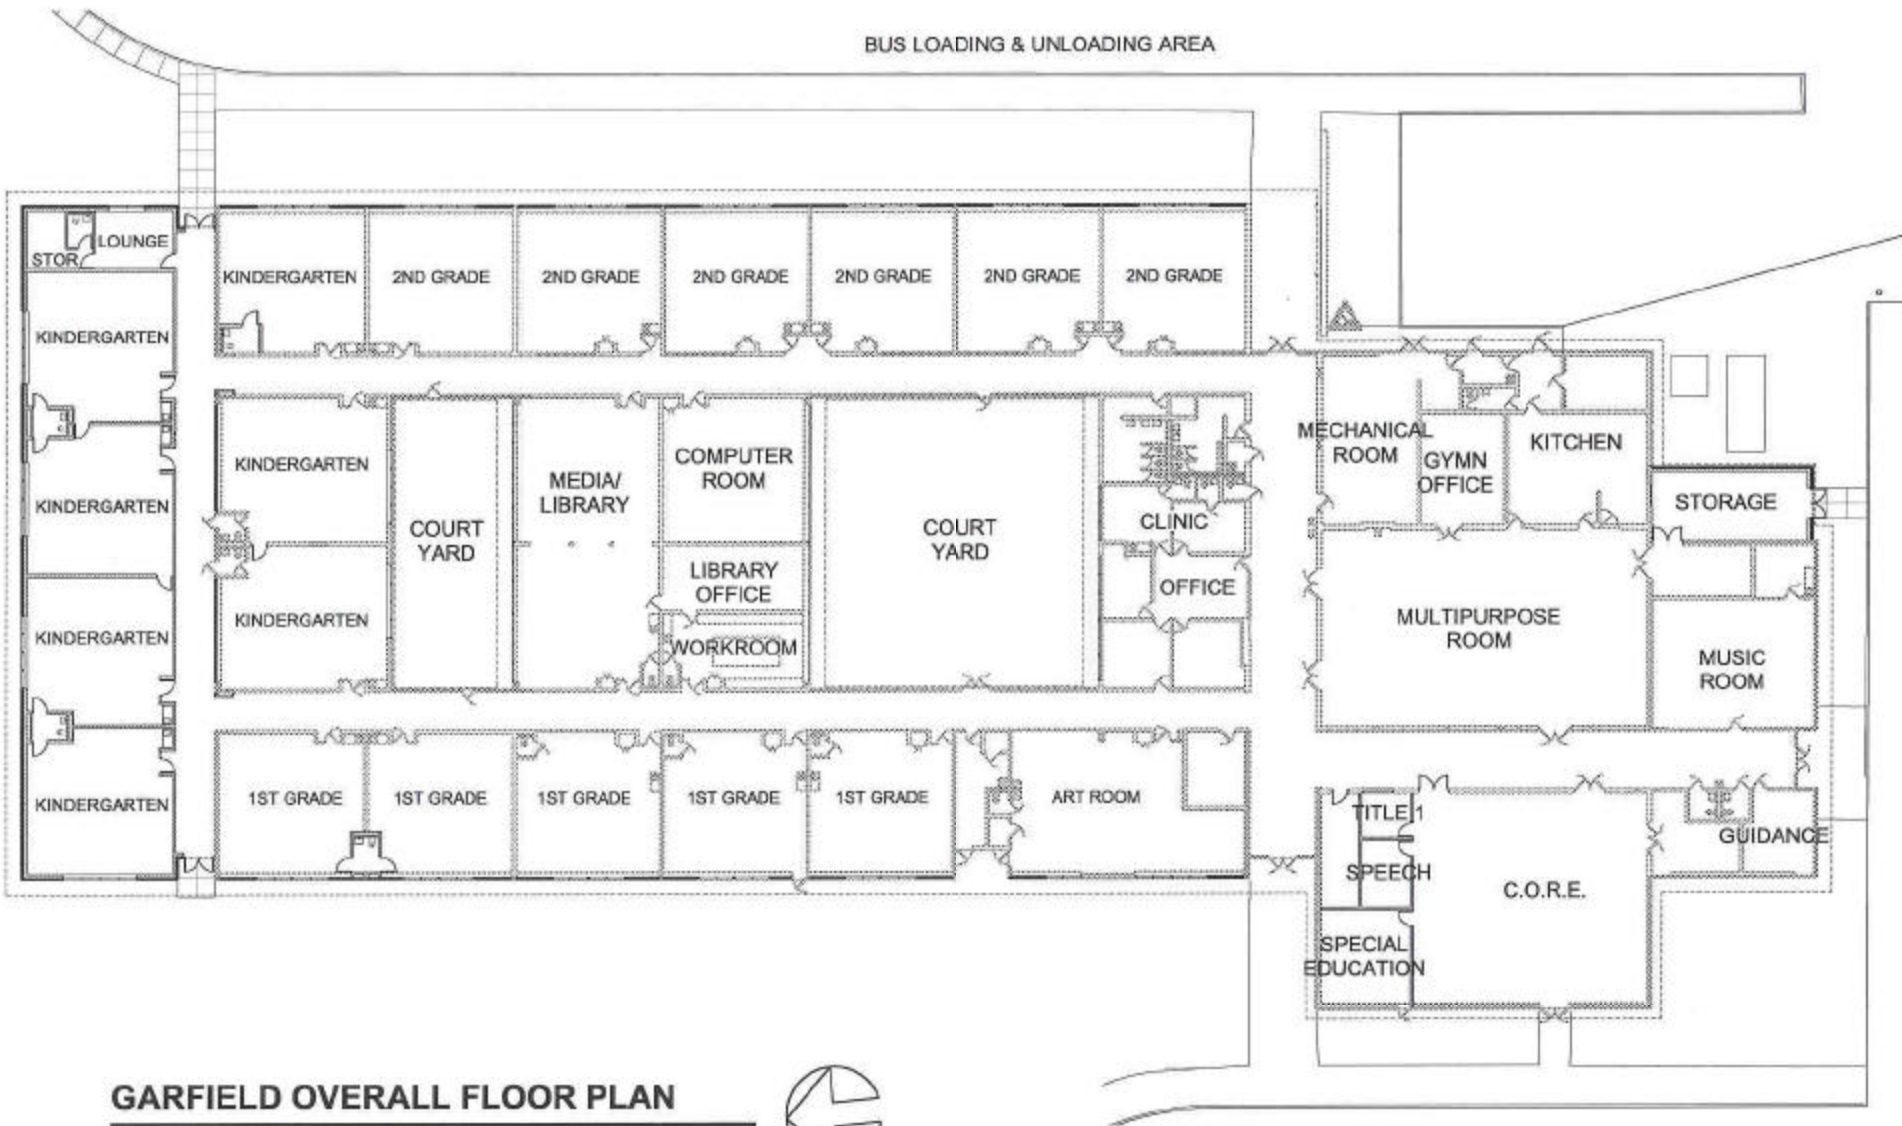 BUS LOADING & UNLOADING AREA
LOUNGE
STOR
KINDERGARTEN
2ND GRADE
2ND GRADE
2ND GRADE
2ND GRADE
2ND GRADE
2ND GRADE
KINDERGARTEN
KINDERGARTEN
KINDERGARTEN
KINDERGARTEN
KINDERGARTEN
KINDERGARTEN
COURT
YARD
MEDIA/
LIBRARY
COMPUTER
ROOM
LIBRARY
OFFICE
WORKROOM
COURT
YARD
CLINIC
OFFICE
MECHANICAL
ROOM
GYMN
OFFICE
KITCHEN
STORAGE
MULTIPURPOSE
ROOM
MUSIC
ROOM
KINDERGARTEN
1ST GRADE
1ST GRADE
1ST GRADE
1ST GRADE
1ST GRADE
ART ROOM
TITLE 1
SPEECH
SPECIAL
EDUCATION
C.O.R.E.
GUIDANCE
GARFIELD OVERALL FLOOR PLAN